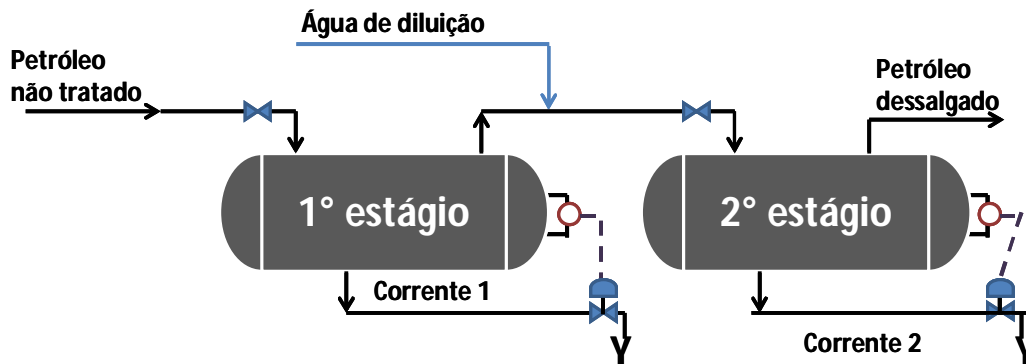 Água de diluição
Petróleo
não tratado
Petróleo
dessalgado
1° estágio
2° estágio
Corrente 1
Corrente 2